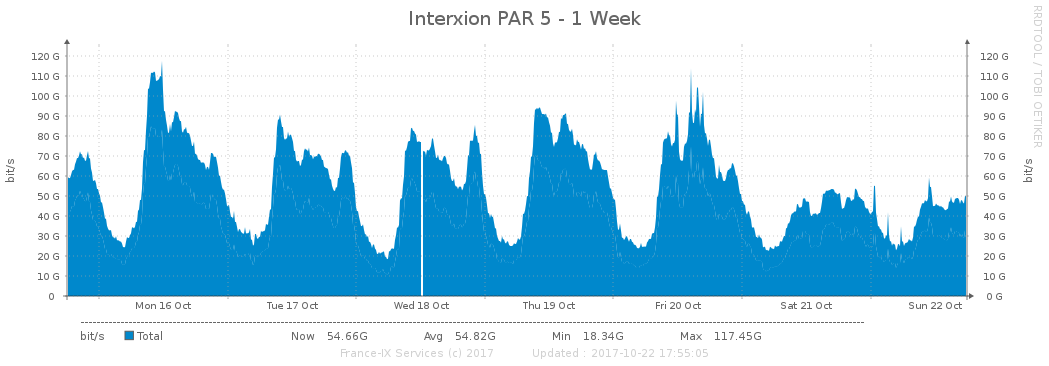 Interxion PAR 5 - 1 Week
RRDTOOL / TOBI OETIKER
bit/s
120 G 120 G
110 G 110 G
100 G 100 G
90 G 90 G
80 G 80 G
70 G 70 G
60 G 60 G
50 G 50 G
40 G 40 G
30 G 30 G
20 G 20 G
10 G 10 G
0 0 G
bit/s
Mon 16 Oct Tue 17 Oct Wed 18 Oct Thu 19 Oct Fri 20 Oct Sat 21 Oct Sun 22 Oct
bit/s Total Now 54.66G Avg 54.82G Min 18.34G Max 117.45G
France-IX Services (c) 2017 Updated : 2017-10-22 17:55:05